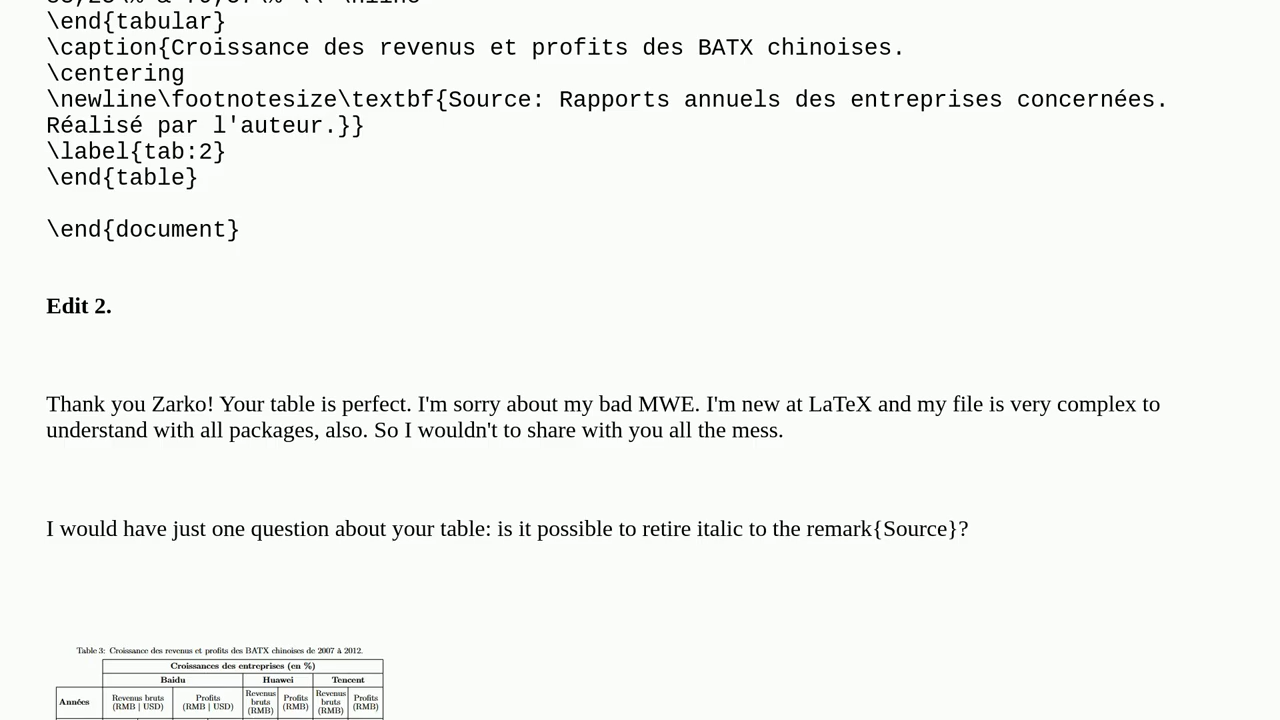 \end{tabular}
\caption{Croissance des revenus et profits des BATX chinoises.
\centering
\newline\footnotesize\textbf{Source: Rapports annuels des entreprises concernées.
Réalisé par l'auteur.}}
\label{tab:2}
\end{table}
\end{document}
Edit 2.
Thank you Zarko! Your table is perfect. I'm sorry about my bad MWE. I'm new at LaTeX and my file is very complex to
understand with all packages, also. So I wouldn't to share with you all the mess.
I would have just one question about your table: is it possible to retire italic to the remark{Source}?
Table 3: Croissance des revenus et profits des BATX chinoises de 2007 à 2012.
Croissances des entreprises (en %)
Baidu Huawei Tencent
Années Revenus bruts (RMB | USD) Profits (RMB | USD) Revenus bruts (RMB) Profits (RMB) Revenus bruts (RMB) Profits (RMB)